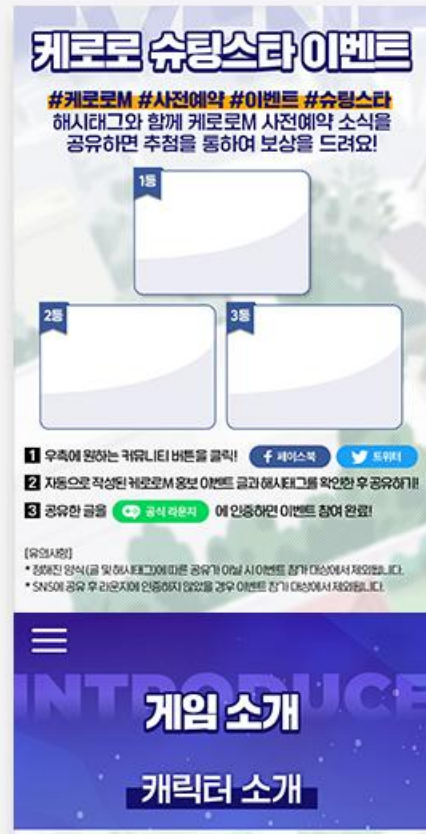 EVENT
케로로 슈팅스타 이벤트
#케로로M #사전예약 #이벤트 #슈팅스타
해시태그와 함께 케로로M 사전예약 소식을
공유하면 추첨을 통하여 보상을 드려요!
1등
2등
3등
1 우측에 원하는 커뮤니티 버튼을 클릭! 페이스북 트위터
2 자동으로 작성된 케로로M 홍보 이벤트 글과 해시태그를 확인한 후 공유하기!
3 공유한 글을 공식 라운지 에 인증하면 이벤트 참여 완료!
[유의사항]
* 정해진 양식(글 및 해시태그)에 따른 공유가 아닐 시 이벤트 참가 대상에서 제외됩니다.
* SNS에 공유 후 라운지에 인증하지 않았을 경우 이벤트 참가 대상에서 제외됩니다.
INTRODUCE
게임 소개
캐릭터 소개